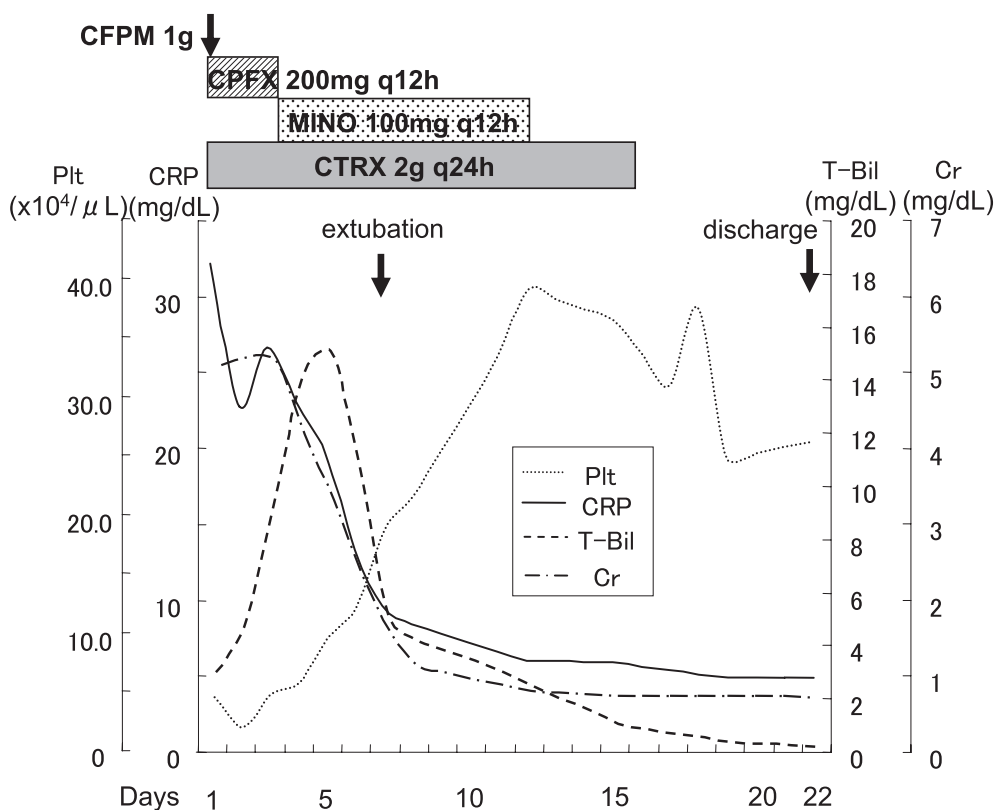 CFPM 1g
CPFX 200mg q12h
MINO 100mg q12h
CTRX 2g q24h
Plt
(x10⁴/μL)
CRP
(mg/dL)
T-Bil
(mg/dL)
Cr
(mg/dL)
extubation
discharge
40.0
30.0
20.0
10.0
0
30
20
10
0
Plt
CRP
T-Bil
Cr
20
18
16
14
12
10
8
6
4
2
0
7
6
5
4
3
2
1
0
Days 1 5 10 15 20 22